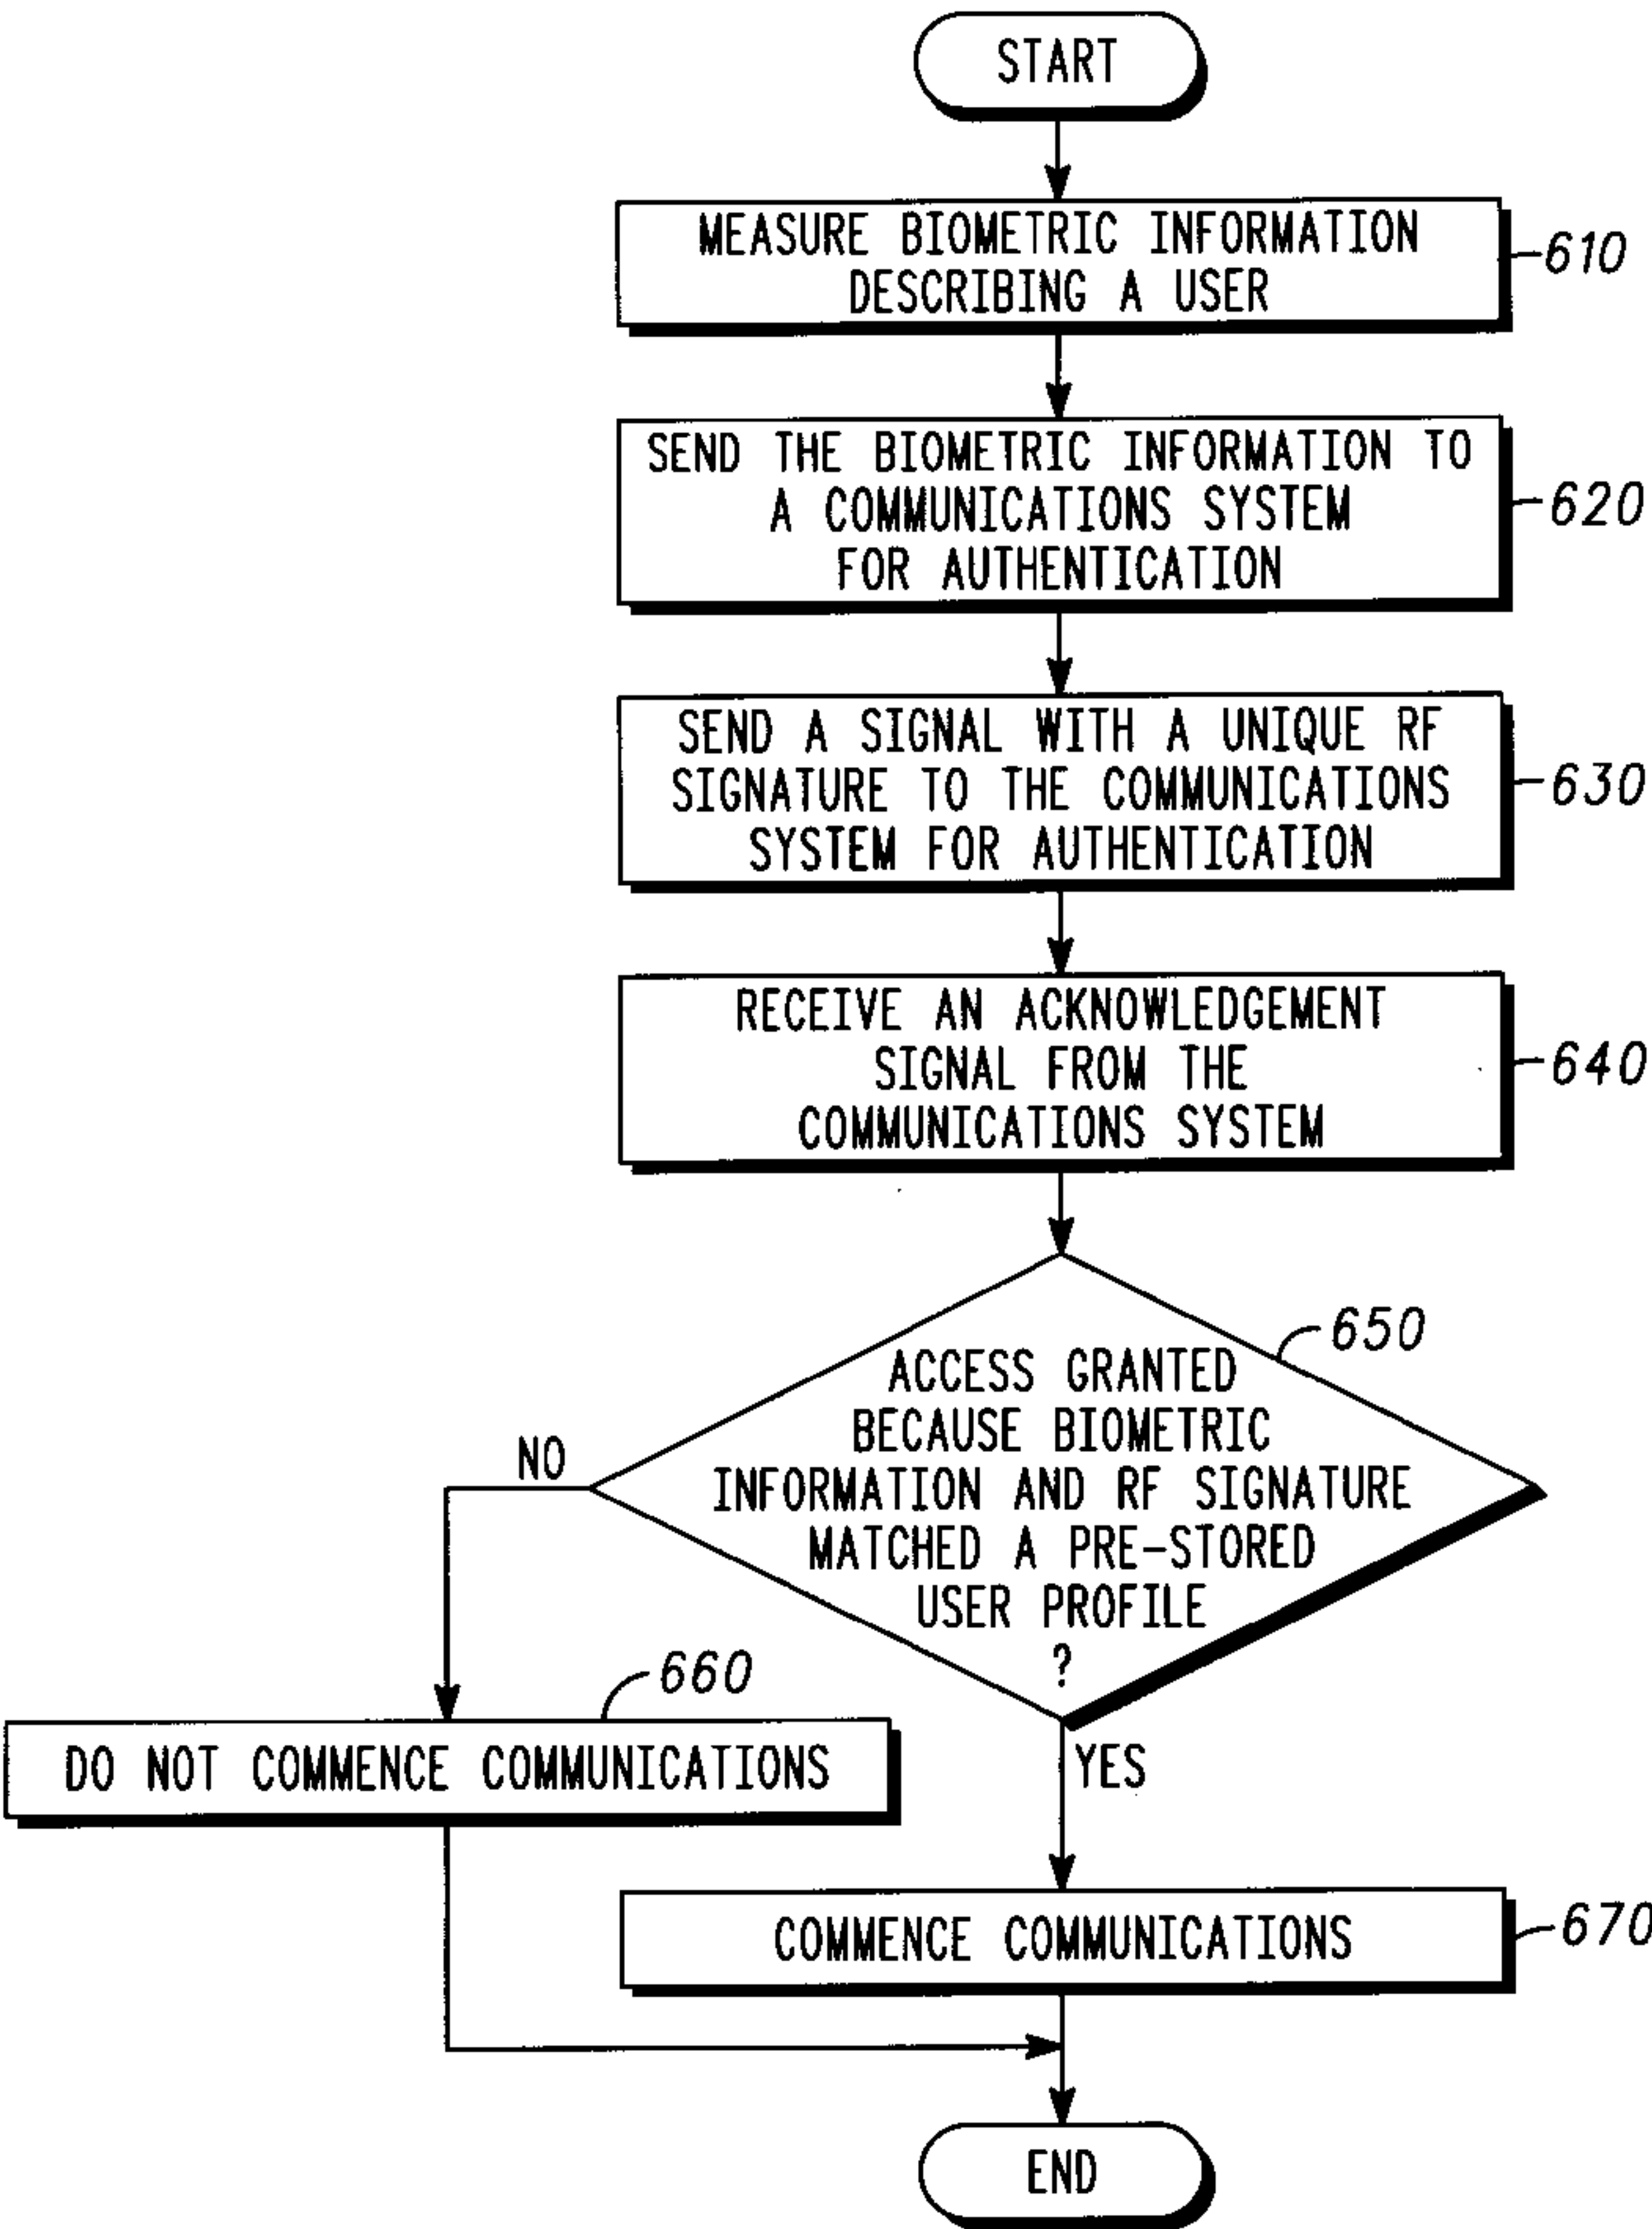 START
MEASURE BIOMETRIC INFORMATION
DESCRIBING A USER
610
SEND THE BIOMETRIC INFORMATION TO
A COMMUNICATIONS SYSTEM
FOR AUTHENTICATION
620
SEND A SIGNAL WITH A UNIQUE RF
SIGNATURE TO THE COMMUNICATIONS
SYSTEM FOR AUTHENTICATION
630
RECEIVE AN ACKNOWLEDGEMENT
SIGNAL FROM THE
COMMUNICATIONS SYSTEM
640
650
ACCESS GRANTED
BECAUSE BIOMETRIC
INFORMATION AND RF SIGNATURE
MATCHED A PRE-STORED
USER PROFILE
?
NO
660
DO NOT COMMENCE COMMUNICATIONS
YES
COMMENCE COMMUNICATIONS
670
END